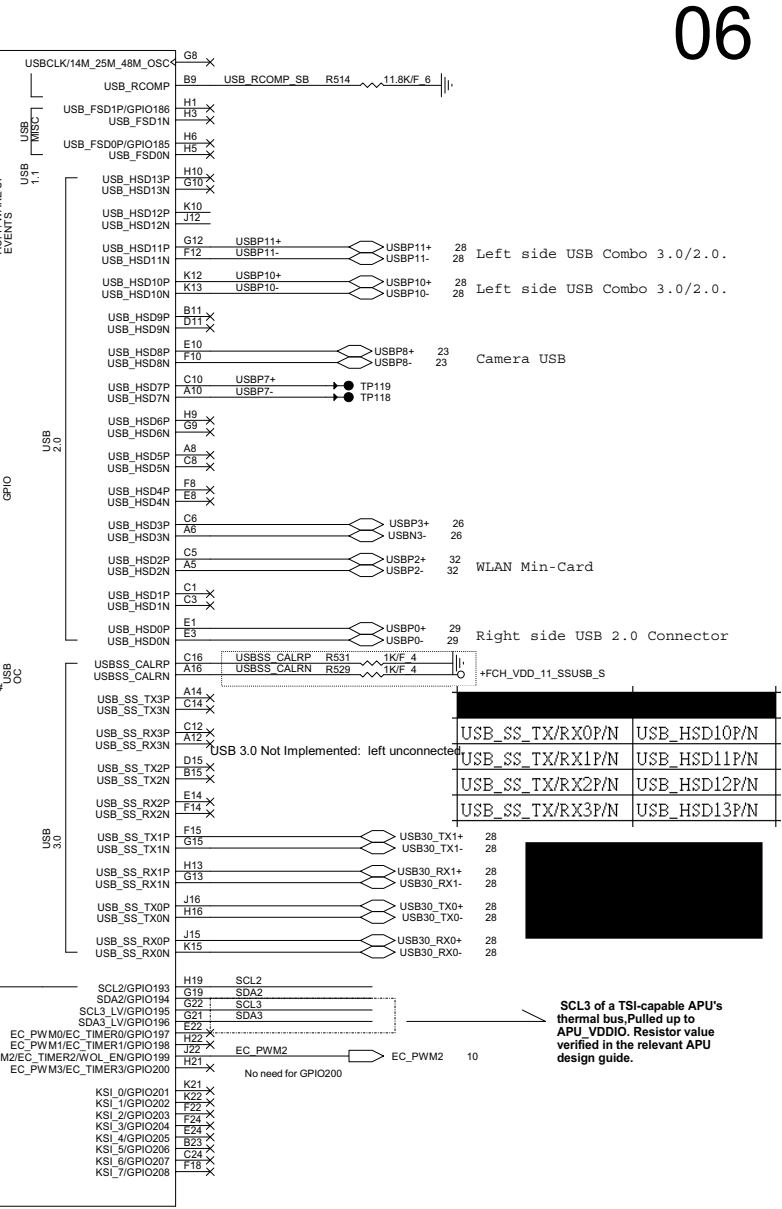 06
USBCLK/14M_25M_48M_OSC G8
USB_RCOMP B9 USB_RCOMP_SB R514 11.8K/F_6
USB_FSD1P/GPIO186 H1
USB_FSD1N H3
USB MISC
USB_FSD0P/GPIO185 H6
USB_FSD0N H5
USB 1.1
USB_HSD13P H10
USB_HSD13N G10
EVENTS
USB_HSD12P K10
USB_HSD12N J12
USB_HSD11P G12 USBP11+ USBP11+ 28
USB_HSD11N F12 USBP11- USBP11- 28
Left side USB Combo 3.0/2.0.
USB_HSD10P K12 USBP10+ USBP10+ 28
USB_HSD10N K13 USBP10- USBP10- 28
Left side USB Combo 3.0/2.0.
USB_HSD9P B11
USB_HSD9N D11
USB_HSD8P E10 USBP8+ 23
USB_HSD8N F10 USBP8- 23
Camera USB
USB_HSD7P C10 USBP7+ TP119
USB_HSD7N A10 USBP7- TP118
USB_HSD6P H9
USB_HSD6N G9
USB 2.0
USB_HSD5P A8
USB_HSD5N C8
GPIO
USB_HSD4P F8
USB_HSD4N E8
USB_HSD3P C6 USBP3+ 26
USB_HSD3N A6 USBN3- 26
USB_HSD2P C5 USBP2+ 32
USB_HSD2N A5 USBP2- 32
WLAN Min-Card
USB_HSD1P C1
USB_HSD1N C3
USB_HSD0P E1 USBP0+ 29
USB_HSD0N E3 USBP0- 29
Right side USB 2.0 Connector
USB OC
USBSS_CALRP C16 USBSS_CALRP R531 1K/F_4
USBSS_CALRN A16 USBSS_CALRN R529 1K/F_4 +FCH_VDD_11_SSUSB_S
USB_SS_TX3P A14
USB_SS_TX3N C14
USB_SS_RX3P C12
USB_SS_RX3N A12
USB 3.0 Not Implemented: left unconnected
USB_SS_TX/RX0P/N USB_HSD10P/N
USB_SS_TX/RX1P/N USB_HSD11P/N
USB_SS_TX/RX2P/N USB_HSD12P/N
USB_SS_TX/RX3P/N USB_HSD13P/N
USB_SS_TX2P D15
USB_SS_TX2N B15
USB_SS_RX2P E14
USB_SS_RX2N F14
USB 3.0
USB_SS_TX1P F15 USB30_TX1+ 28
USB_SS_TX1N G15 USB30_TX1- 28
USB_SS_RX1P H13 USB30_RX1+ 28
USB_SS_RX1N G13 USB30_RX1- 28
USB_SS_TX0P J16 USB30_TX0+ 28
USB_SS_TX0N H16 USB30_TX0- 28
USB_SS_RX0P J15 USB30_RX0+ 28
USB_SS_RX0N K15 USB30_RX0- 28
SCL2/GPIO193 H19 SCL2
SDA2/GPIO194 G19 SDA2
SCL3_LV/GPIO195 G22 SCL3
SDA3_LV/GPIO196 G21 SDA3
EC_PWM0/EC_TIMER0/GPIO197 E22
EC_PWM1/EC_TIMER1/GPIO198 H22
M2/EC_TIMER2/WOL_EN/GPIO199 J22 EC_PWM2 EC_PWM2 10
EC_PWM3/EC_TIMER3/GPIO200 H21
No need for GPIO200
SCL3 of a TSI-capable APU's
thermal bus,Pulled up to
APU_VDDIO. Resistor value
verified in the relevant APU
design guide.
KSI_0/GPIO201 K21
KSI_1/GPIO202 K22
KSI_2/GPIO203 F22
KSI_3/GPIO204 F24
KSI_4/GPIO205 E24
KSI_5/GPIO206 B23
KSI_6/GPIO207 C24
KSI_7/GPIO208 F18